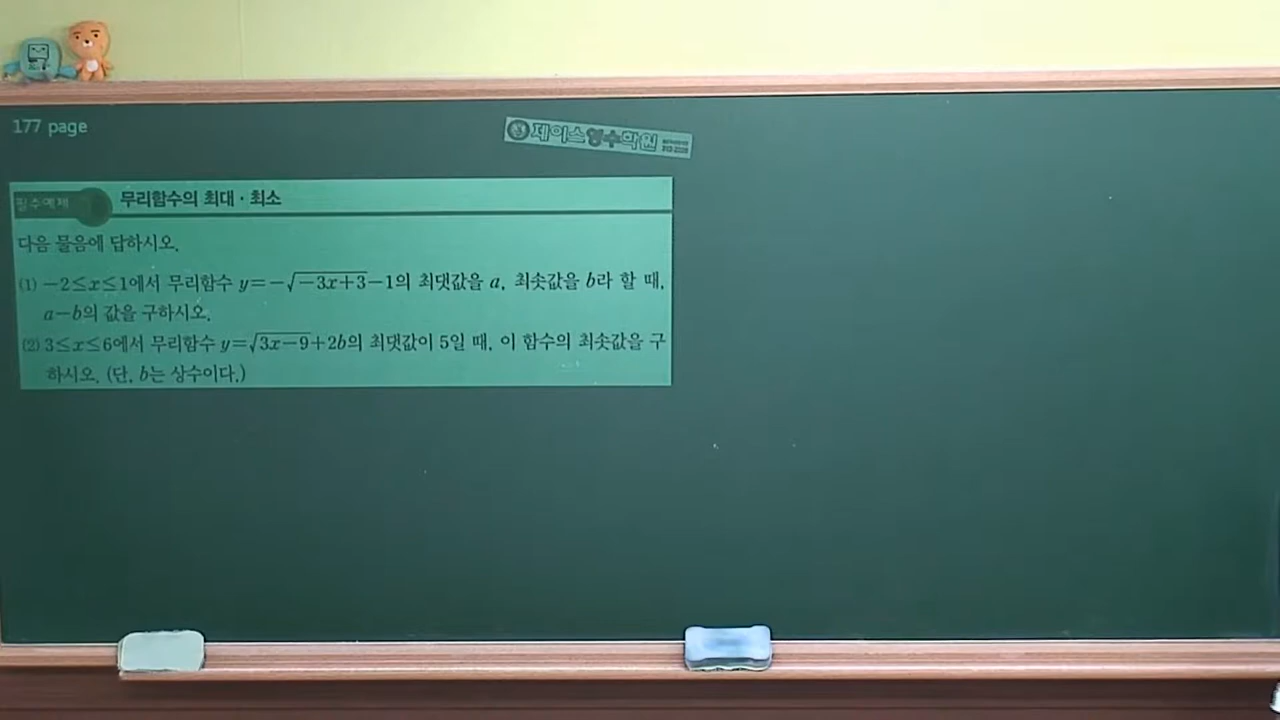 177 page
제이스영수학원
필수예제
무리함수의 최대 · 최소
다음 물음에 답하시오.
(1) −2≤x≤1에서 무리함수 y=−√(−3x+3)−1의 최댓값을 a, 최솟값을 b라 할 때,
a−b의 값을 구하시오.
(2) 3≤x≤6에서 무리함수 y=√(3x−9)+2b의 최댓값이 5일 때, 이 함수의 최솟값을 구
하시오. (단, b는 상수이다.)